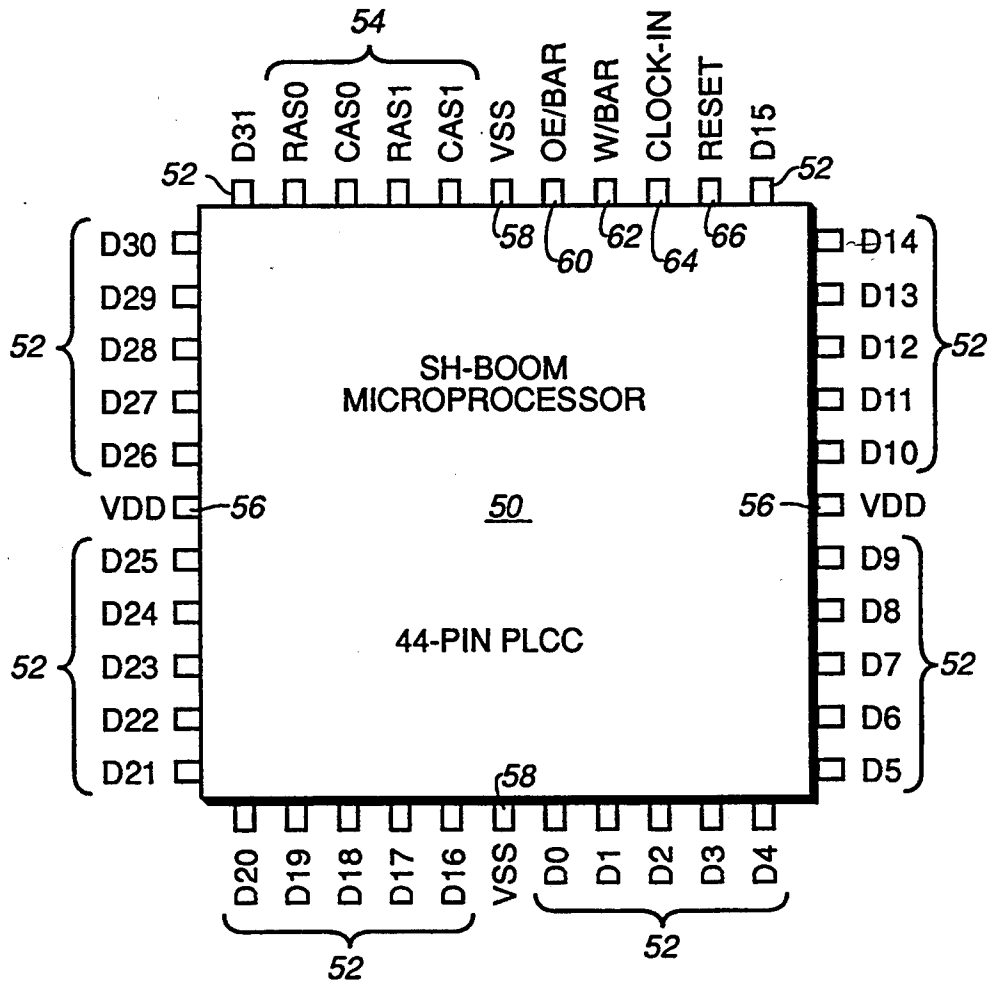 54
D31 RAS0 CAS0 RAS1 CAS1 VSS OE/BAR W/BAR CLOCK-IN RESET D15
52 52
58 60 62 64 66
D30 D14
D29 D13
52 D28 D12 52
D27 D11
D26 D10
SH-BOOM
MICROPROCESSOR
VDD 56 50 56 VDD
D25 D9
D24 D8
44-PIN PLCC
52 D23 D7 52
D22 D6
D21 D5
58
D20 D19 D18 D17 D16 VSS D0 D1 D2 D3 D4
52 52